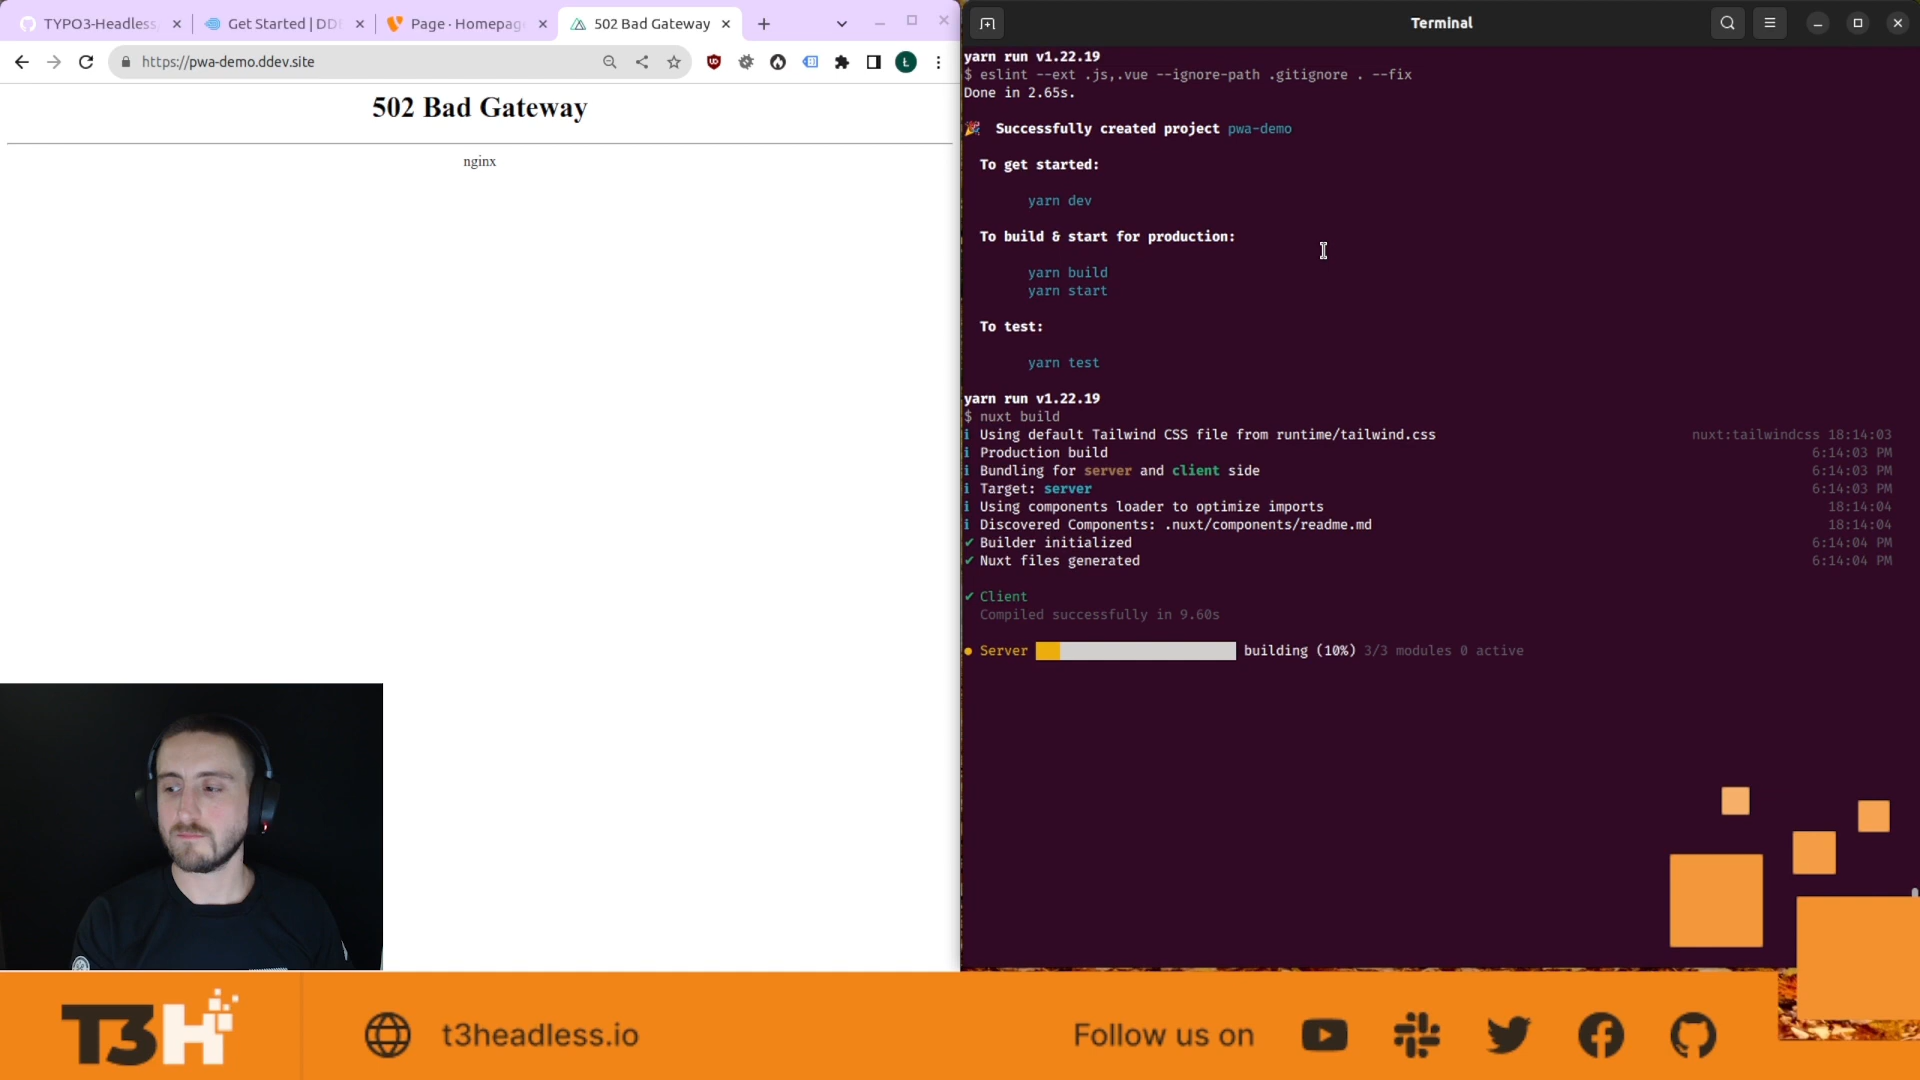 TYPO3-Headless
Get Started | DD
Page · Homepag
502 Bad Gateway
https://pwa-demo.ddev.site
502 Bad Gateway
nginx
Terminal
yarn run v1.22.19
$ eslint --ext .js,.vue --ignore-path .gitignore . --fix
Done in 2.65s.
🎉 Successfully created project pwa-demo
To get started:
yarn dev
To build & start for production:
yarn build
yarn start
To test:
yarn test
yarn run v1.22.19
$ nuxt build
i Using default Tailwind CSS file from runtime/tailwind.css nuxt:tailwindcss 18:14:03
i Production build 6:14:03 PM
i Bundling for server and client side 6:14:03 PM
i Target: server 6:14:03 PM
i Using components loader to optimize imports 18:14:04
i Discovered Components: .nuxt/components/readme.md 18:14:04
✔ Builder initialized 6:14:04 PM
✔ Nuxt files generated 6:14:04 PM
✔ Client
Compiled successfully in 9.60s
● Server building (10%) 3/3 modules 0 active
T3H
t3headless.io
Follow us on